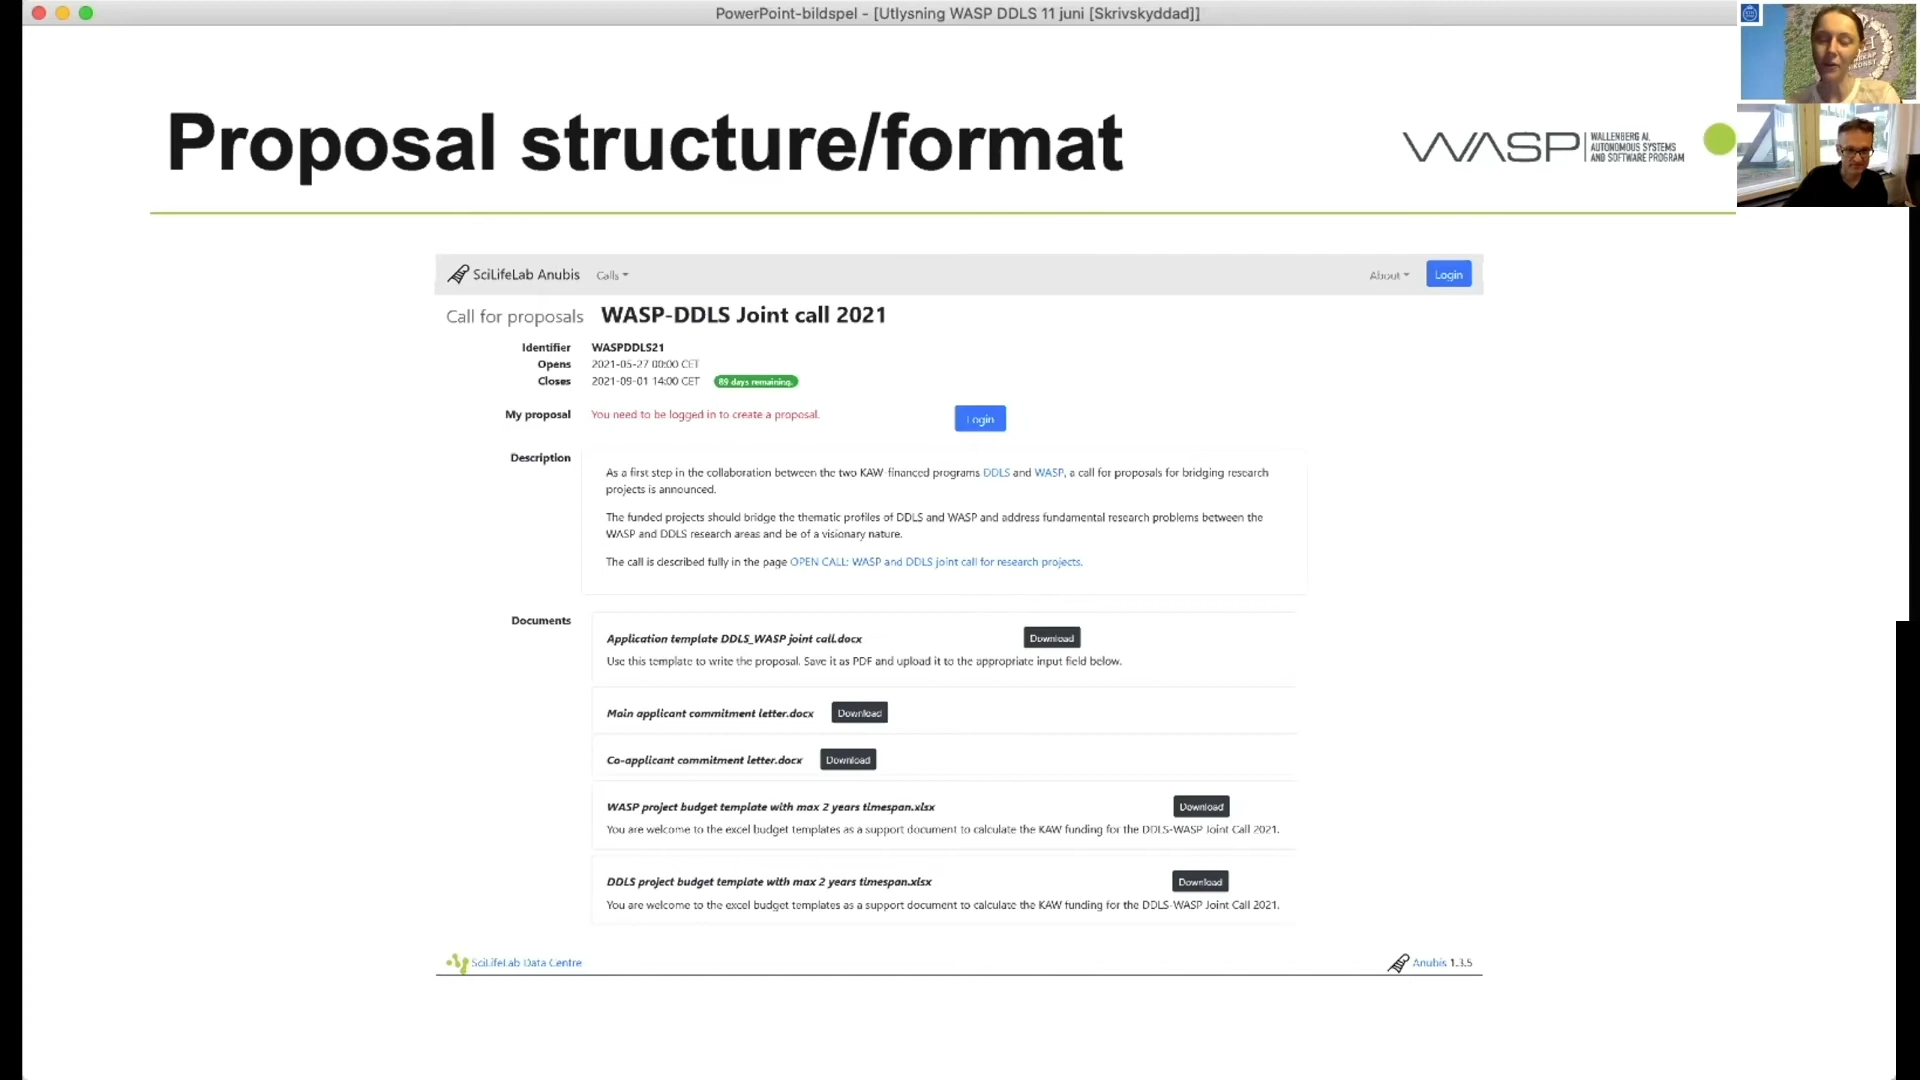 PowerPoint-bildspel - [Utlysning WASP DDLS 11 juni [Skrivskyddad]]
Proposal structure/format
WASP
WALLENBERG AI,
AUTONOMOUS SYSTEMS
AND SOFTWARE PROGRAM
SciLifeLab Anubis Calls About Login
Call for proposals WASP-DDLS Joint call 2021
Identifier WASPDDLS21
Opens 2021-05-27 00:00 CET
Closes 2021-09-01 14:00 CET 89 days remaining.
My proposal You need to be logged in to create a proposal. Login
Description
As a first step in the collaboration between the two KAW-financed programs DDLS and WASP, a call for proposals for bridging research
projects is announced.
The funded projects should bridge the thematic profiles of DDLS and WASP and address fundamental research problems between the
WASP and DDLS research areas and be of a visionary nature.
The call is described fully in the page OPEN CALL: WASP and DDLS joint call for research projects.
Documents
Application template DDLS_WASP joint call.docx Download
Use this template to write the proposal. Save it as PDF and upload it to the appropriate input field below.
Main applicant commitment letter.docx Download
Co-applicant commitment letter.docx Download
WASP project budget template with max 2 years timespan.xlsx Download
You are welcome to the excel budget templates as a support document to calculate the KAW funding for the DDLS-WASP Joint Call 2021.
DDLS project budget template with max 2 years timespan.xlsx Download
You are welcome to the excel budget templates as a support document to calculate the KAW funding for the DDLS-WASP Joint Call 2021.
SciLifeLab Data Centre Anubis 1.3.5